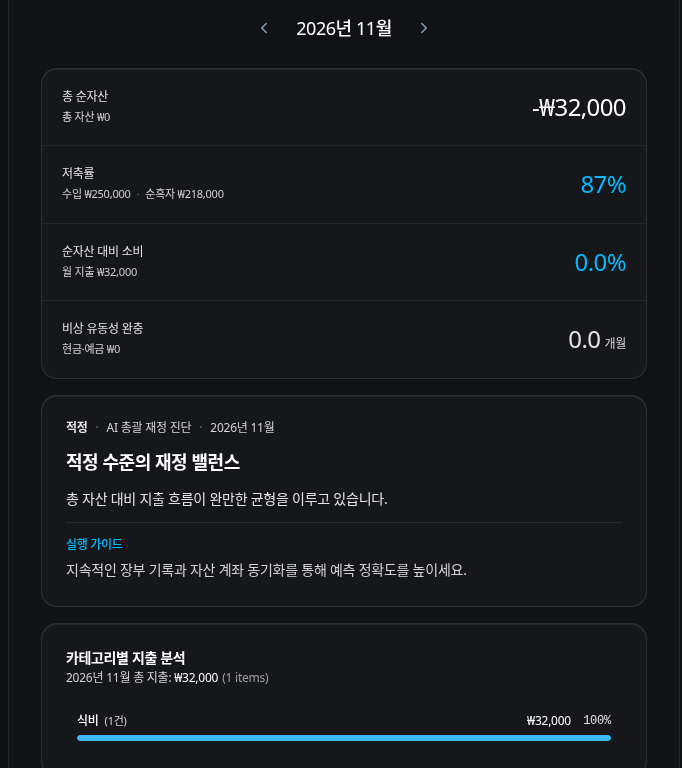 2026년 11월
총 순자산
총 자산 ₩0
-₩32,000
저축률
수입 ₩250,000 · 순흑자 ₩218,000
87%
순자산 대비 소비
월 지출 ₩32,000
0.0%
비상 유동성 완충
현금·예금 ₩0
0.0 개월
적정 · AI 총괄 재정 진단 · 2026년 11월
적정 수준의 재정 밸런스
총 자산 대비 지출 흐름이 완만한 균형을 이루고 있습니다.
실행 가이드
지속적인 장부 기록과 자산 계좌 동기화를 통해 예측 정확도를 높이세요.
카테고리별 지출 분석
2026년 11월 총 지출: ₩32,000 (1 items)
식비 (1건) ₩32,000 100%